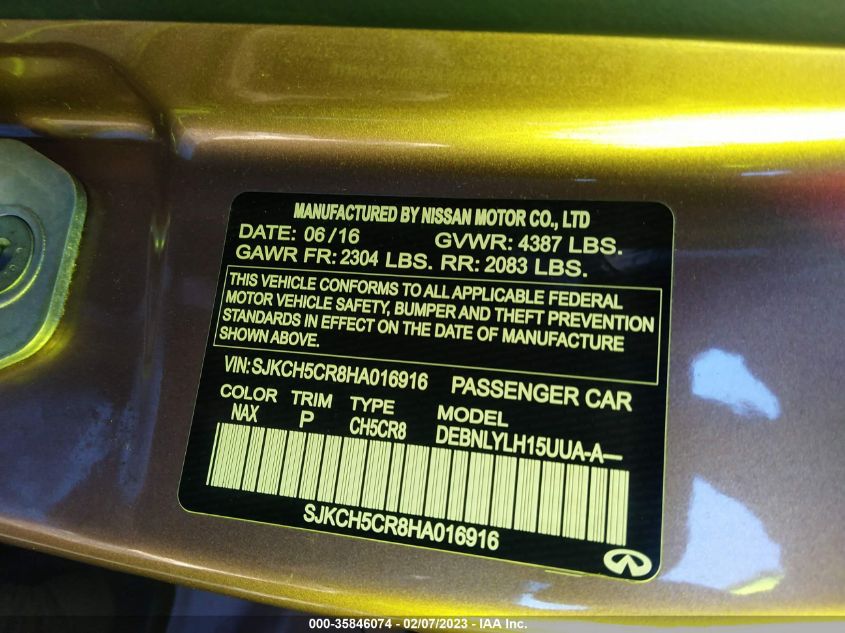 MANUFACTURED BY NISSAN MOTOR CO., LTD
DATE: 06/16 GVWR: 4387 LBS.
GAWR FR: 2304 LBS. RR: 2083 LBS.
THIS VEHICLE CONFORMS TO ALL APPLICABLE FEDERAL
MOTOR VEHICLE SAFETY, BUMPER AND THEFT PREVENTION
STANDARDS IN EFFECT ON THE DATE OF MANUFACTURE
SHOWN ABOVE.
VIN: SJKCH5CR8HA016916 PASSENGER CAR
COLOR TRIM TYPE MODEL
NAX P CH5CR8 DEBNLYLH15UUA-A—
SJKCH5CR8HA016916
000-35846074 — 02/07/2023 — IAA Inc.